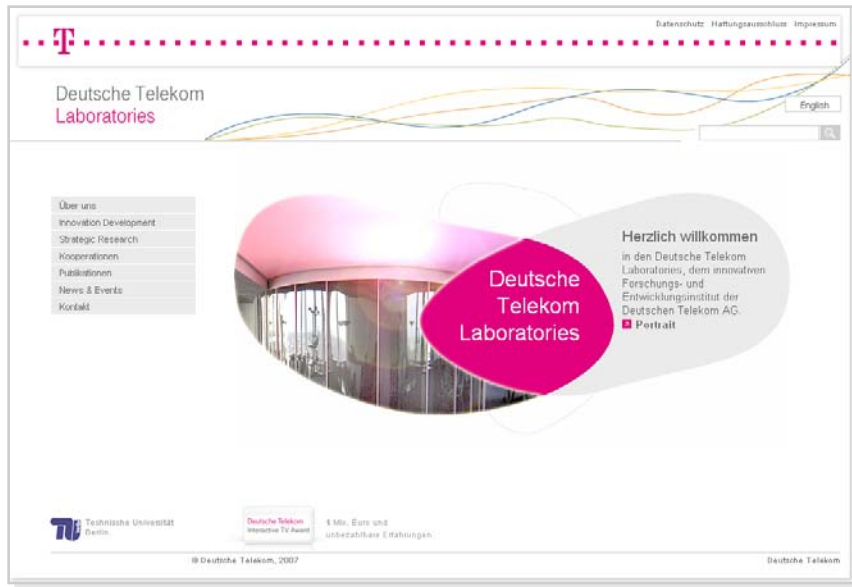 Datenschutz Haftungsausschluss Impressum
T
Deutsche Telekom
Laboratories
English
Über uns
Innovation Development
Strategic Research
Kooperationen
Publikationen
News & Events
Kontakt
Deutsche
Telekom
Laboratories
Herzlich willkommen
in den Deutsche Telekom
Laboratories, dem innovativen
Forschungs- und
Entwicklungsinstitut der
Deutschen Telekom AG.
Portrait
Technische Universität
Berlin
Deutsche Telekom
Interactive TV Award
1 Mio. Euro und
unbezahlbare Erfahrungen
© Deutsche Telekom, 2007
Deutsche Telekom